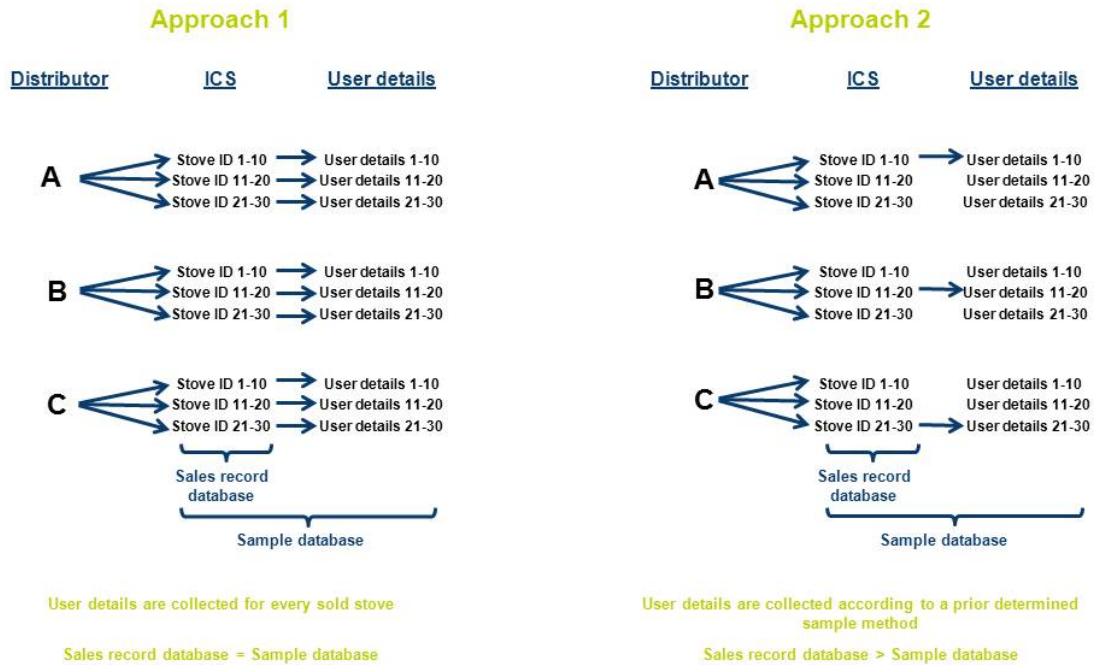 Approach 1
Distributor ICS User details
A
Stove ID 1-10 User details 1-10
Stove ID 11-20 User details 11-20
Stove ID 21-30 User details 21-30
B
Stove ID 1-10 User details 1-10
Stove ID 11-20 User details 11-20
Stove ID 21-30 User details 21-30
C
Stove ID 1-10 User details 1-10
Stove ID 11-20 User details 11-20
Stove ID 21-30 User details 21-30
Sales record
database
Sample database
User details are collected for every sold stove
Sales record database = Sample database
Approach 2
Distributor ICS User details
A
Stove ID 1-10 User details 1-10
Stove ID 11-20 User details 11-20
Stove ID 21-30 User details 21-30
B
Stove ID 1-10 User details 1-10
Stove ID 11-20 User details 11-20
Stove ID 21-30 User details 21-30
C
Stove ID 1-10 User details 1-10
Stove ID 11-20 User details 11-20
Stove ID 21-30 User details 21-30
Sales record
database
Sample database
User details are collected according to a prior determined
sample method
Sales record database > Sample database